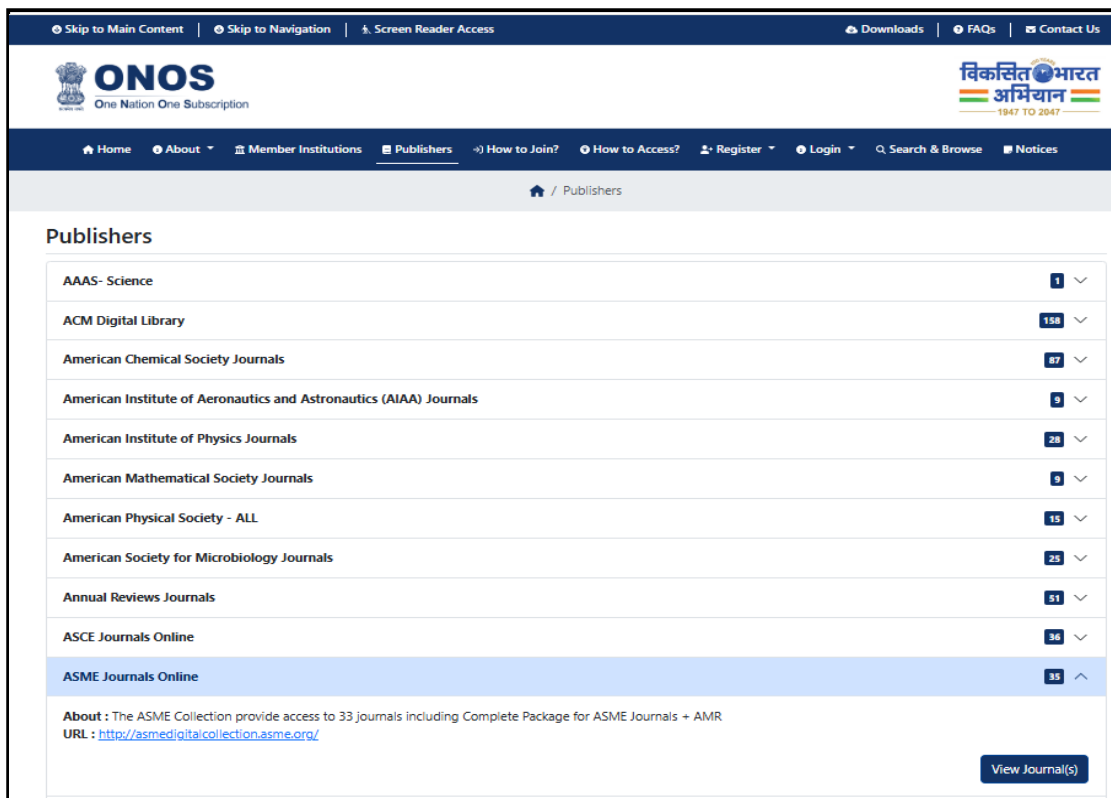 Skip to Main Content | Skip to Navigation | Screen Reader Access Downloads | FAQs | Contact Us
ONOS
One Nation One Subscription
विकसित भारत
अभियान
1947 TO 2047
Home About Member Institutions Publishers How to Join? How to Access? Register Login Search & Browse Notices
/ Publishers
Publishers
AAAS- Science 1
ACM Digital Library 158
American Chemical Society Journals 87
American Institute of Aeronautics and Astronautics (AIAA) Journals 9
American Institute of Physics Journals 28
American Mathematical Society Journals 9
American Physical Society - ALL 15
American Society for Microbiology Journals 25
Annual Reviews Journals 51
ASCE Journals Online 36
ASME Journals Online 35
About : The ASME Collection provide access to 33 journals including Complete Package for ASME Journals + AMR
URL : http://asmedigitalcollection.asme.org/
View Journal(s)